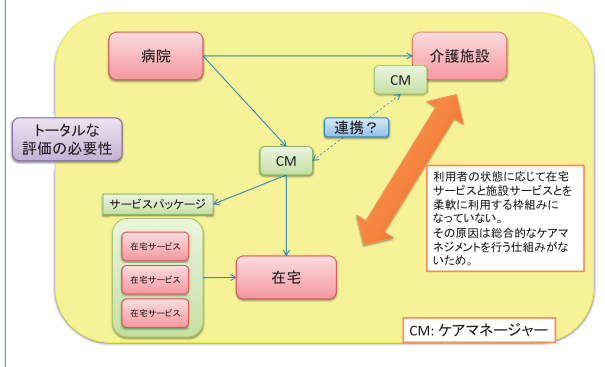 病院
介護施設
CM
連携？
トータルな
評価の必要性
CM
利用者の状態に応じて在宅
サービスと施設サービスとを
柔軟に利用する枠組みに
なっていない。
その原因は総合的なケアマ
ネジメントを行う仕組みがな
いため。
サービスパッケージ
在宅サービス
在宅サービス
在宅サービス
在宅
CM: ケアマネージャー